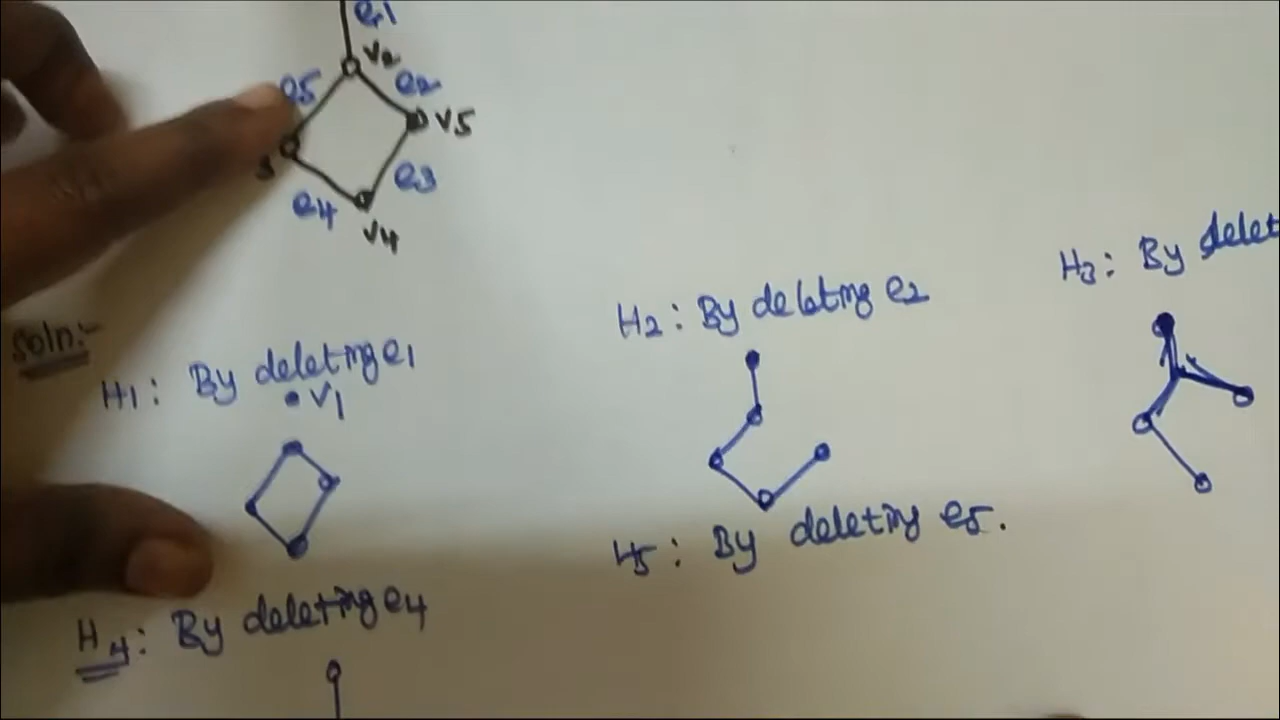 e1
v2
e5
e2
v5
3
e3
e4
v4
Soln:-
H1: By deleting e1
v1
H2: By deleting e2
H3: By delet
H5: By deleting e5.
H4: By deleting e4